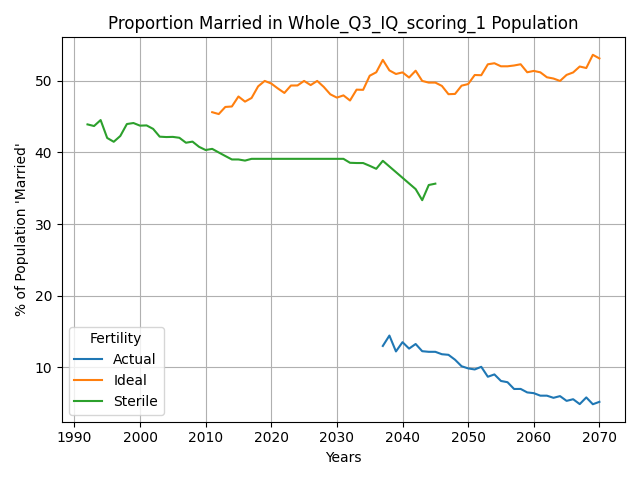 Proportion Married in Whole_Q3_IQ_scoring_1 Population
% of Population 'Married'
50
40
30
20
10
Fertility
Actual
Ideal
Sterile
1990 2000 2010 2020 2030 2040 2050 2060 2070
Years